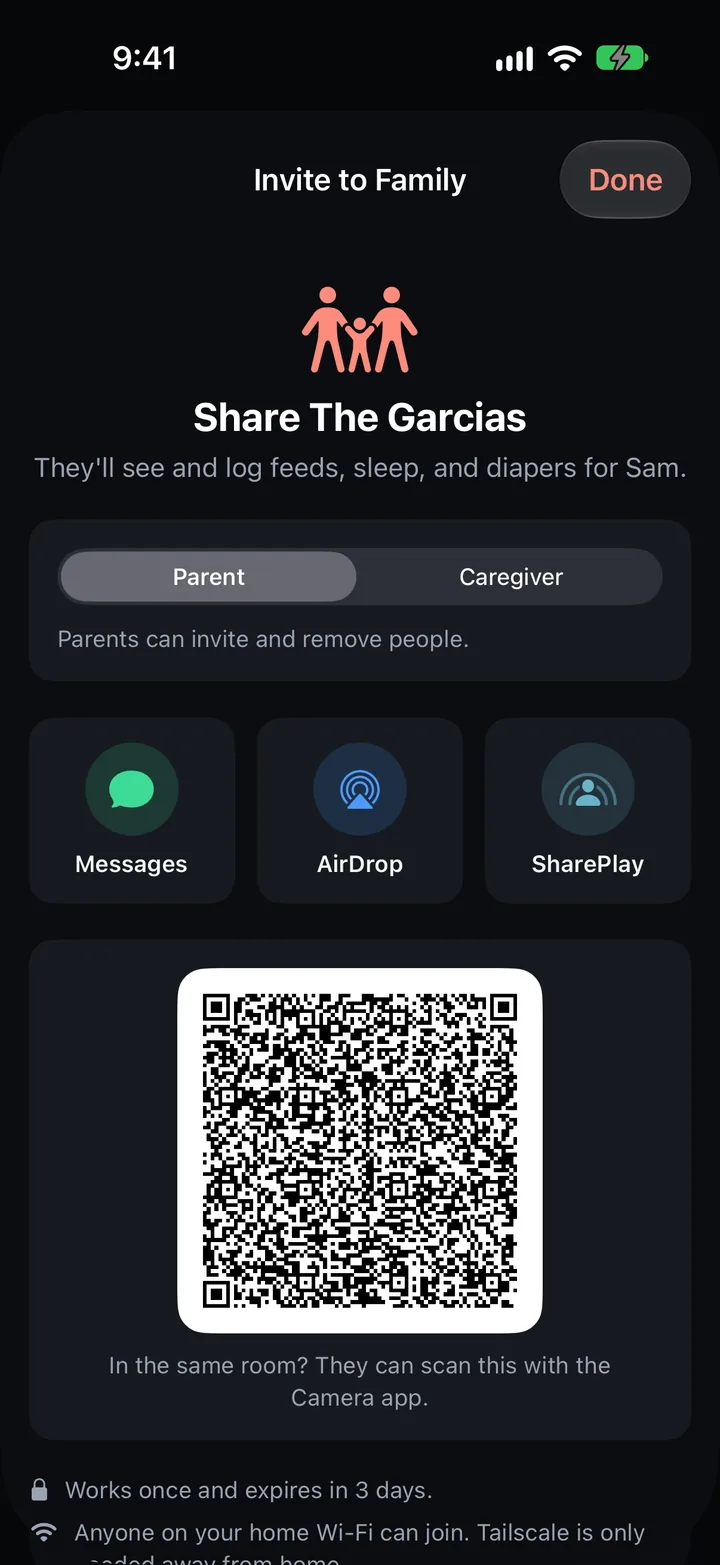 9:41
Invite to Family
Done
Share The Garcias
They'll see and log feeds, sleep, and diapers for Sam.
Parent
Caregiver
Parents can invite and remove people.
Messages
AirDrop
SharePlay
In the same room? They can scan this with the
Camera app.
Works once and expires in 3 days.
Anyone on your home Wi-Fi can join. Tailscale is only
away from home